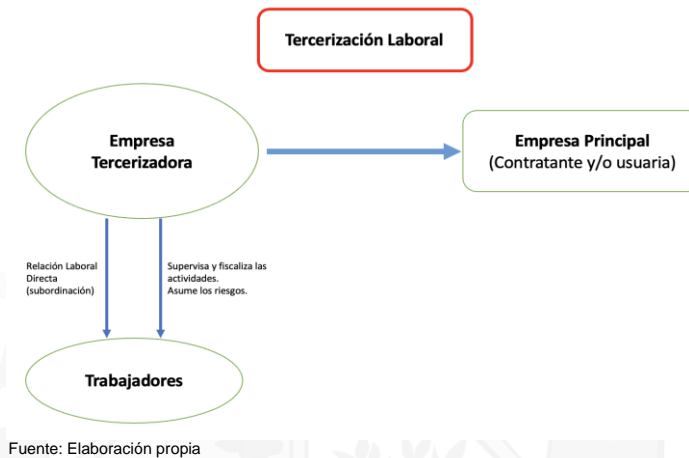 Tercerización Laboral
Empresa
Tercerizadora
Empresa Principal
(Contratante y/o usuaria)
Relación Laboral
Directa
(subordinación)
Supervisa y fiscaliza las
actividades.
Asume los riesgos.
Trabajadores
Fuente: Elaboración propia